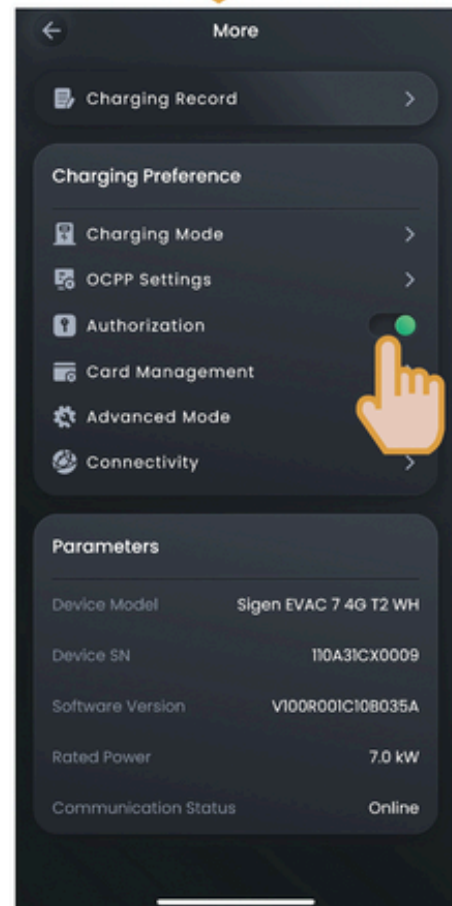 More
Charging Record
Charging Preference
Charging Mode
OCPP Settings
Authorization
Card Management
Advanced Mode
Connectivity
Parameters
Device Model Sigen EVAC 7 4G T2 WH
Device SN 110A31CX0009
Software Version V100R001C10B035A
Rated Power 7.0 kW
Communication Status Online